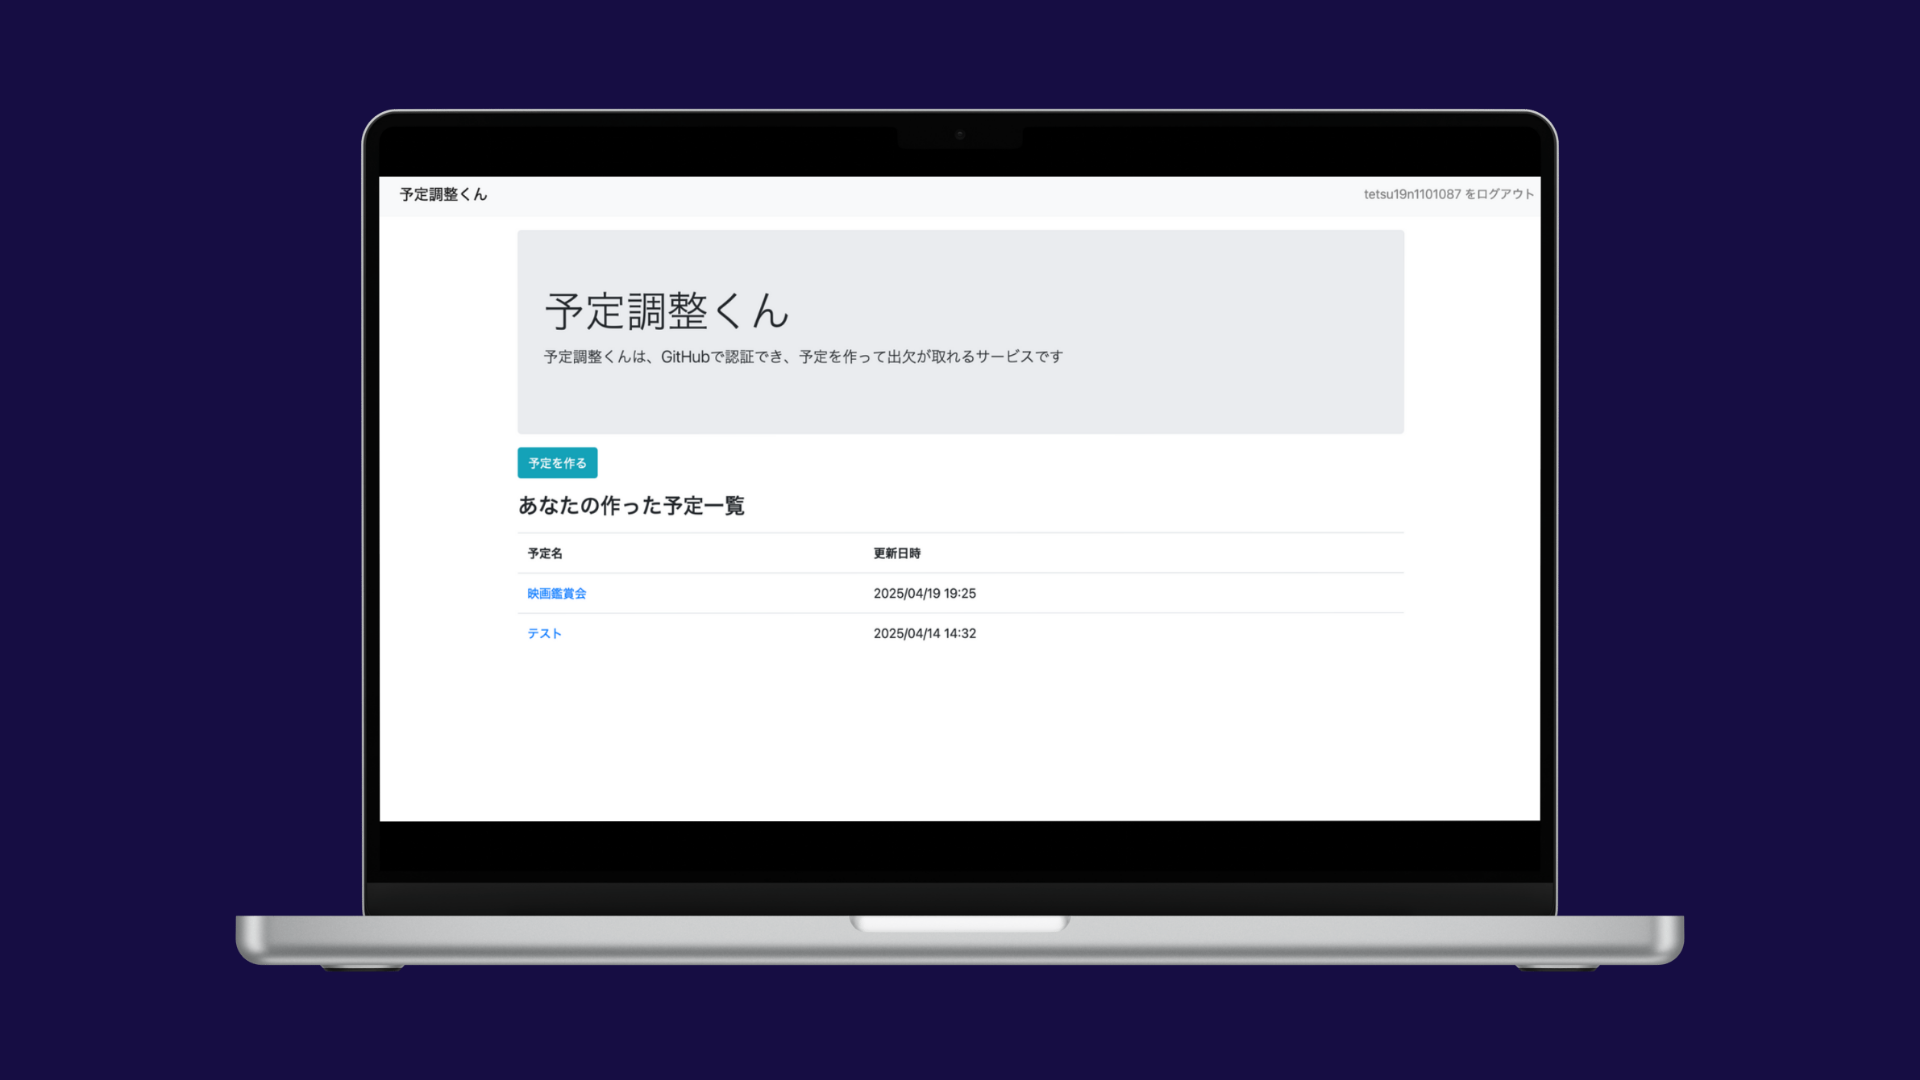 予定調整くん
tetsu19n1101087 をログアウト
予定調整くん
予定調整くんは、GitHubで認証でき、予定を作って出欠が取れるサービスです
予定を作る
あなたの作った予定一覧
予定名 更新日時
映画鑑賞会 2025/04/19 19:25
テスト 2025/04/14 14:32